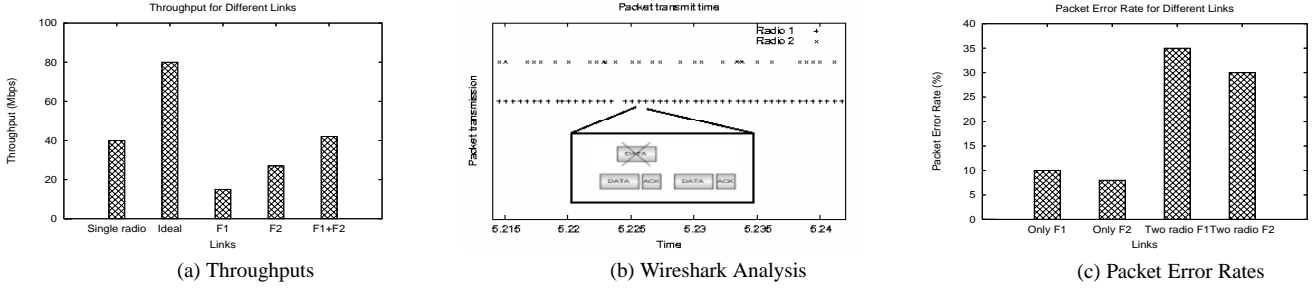 Throughput for Different Links
Throughput (Mbps)
100
80
60
40
20
0
Single radio Ideal F1 F2 F1+F2
Links
(a) Throughputs
Packet transmit time
Packet transmission
Radio 1
Radio 2
DATA
DATA ACK DATA ACK
5.215 5.22 5.225 5.23 5.235 5.24
Time
(b) Wireshark Analysis
Packet Error Rate for Different Links
Packet Error Rate (%)
40
35
30
25
20
15
10
5
0
Only F1 Only F2 Two radio F1 Two radio F2
Links
(c) Packet Error Rates